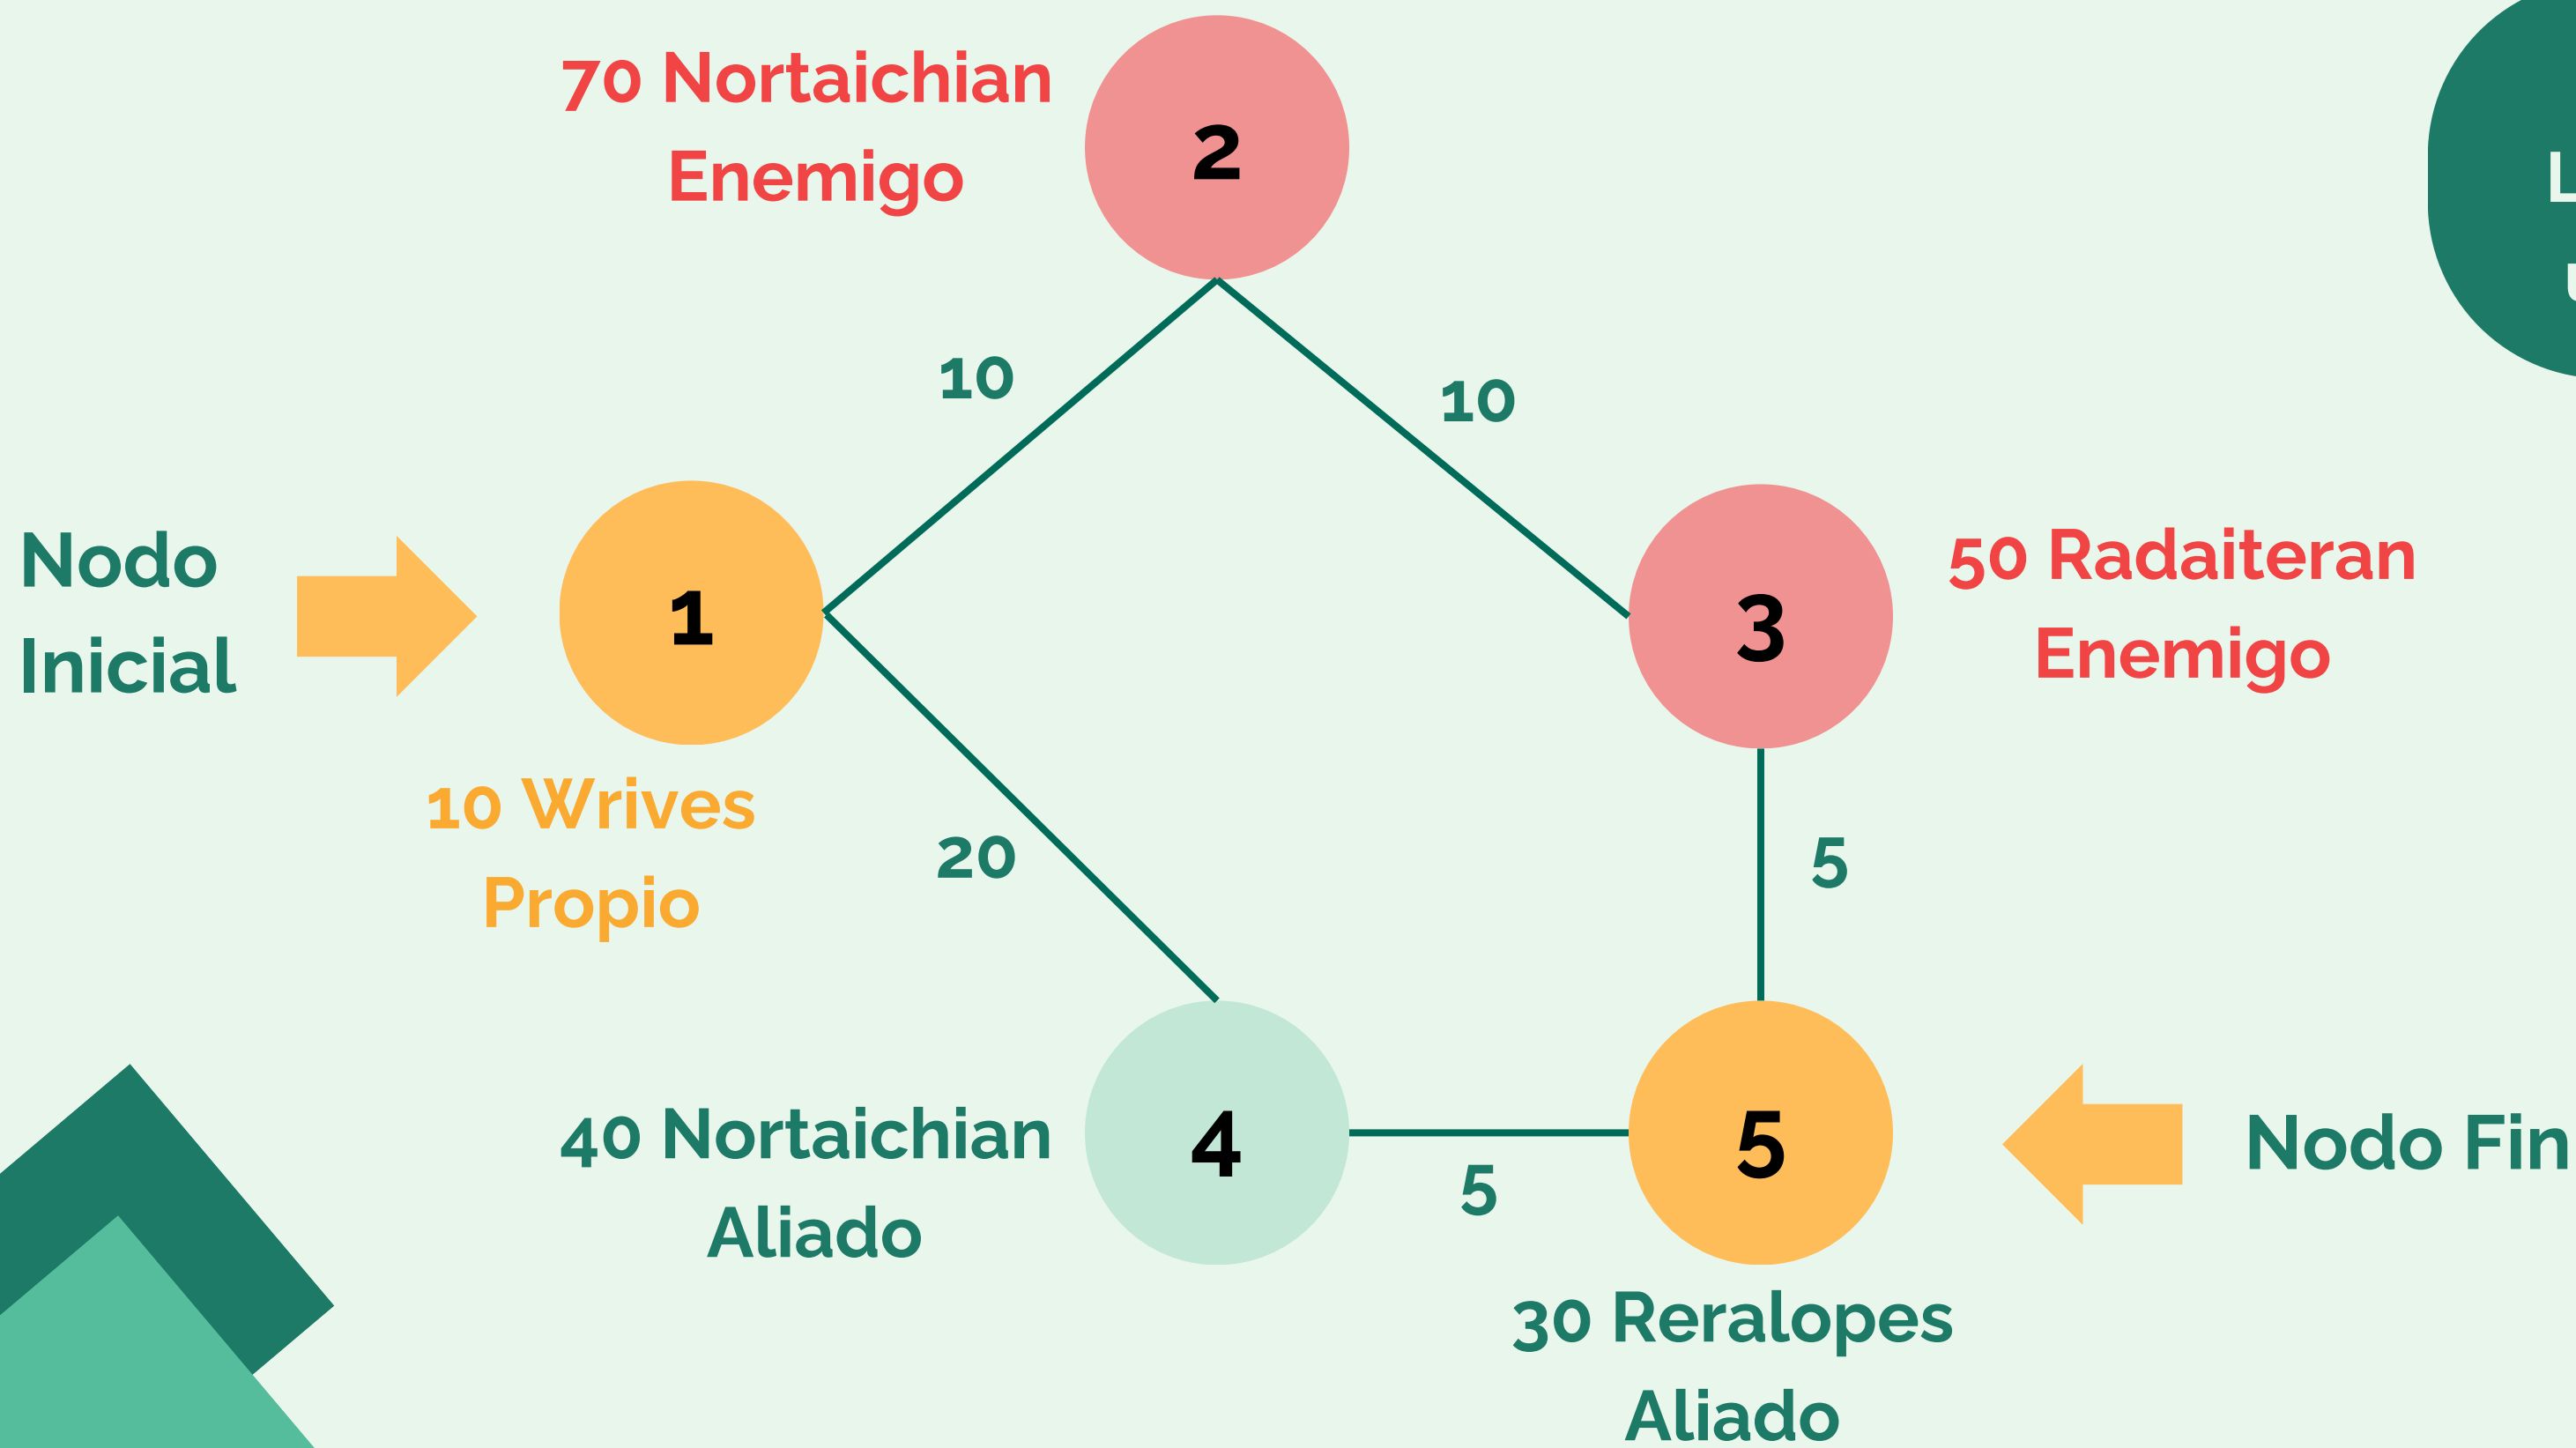 70 Nortaichian
Enemigo
2
10
10
Nodo
Inicial
1
3
50 Radaiteran
Enemigo
10 Wrives
Propio
20
5
40 Nortaichian
Aliado
4
5
5
Nodo Fin
30 Reralopes
Aliado